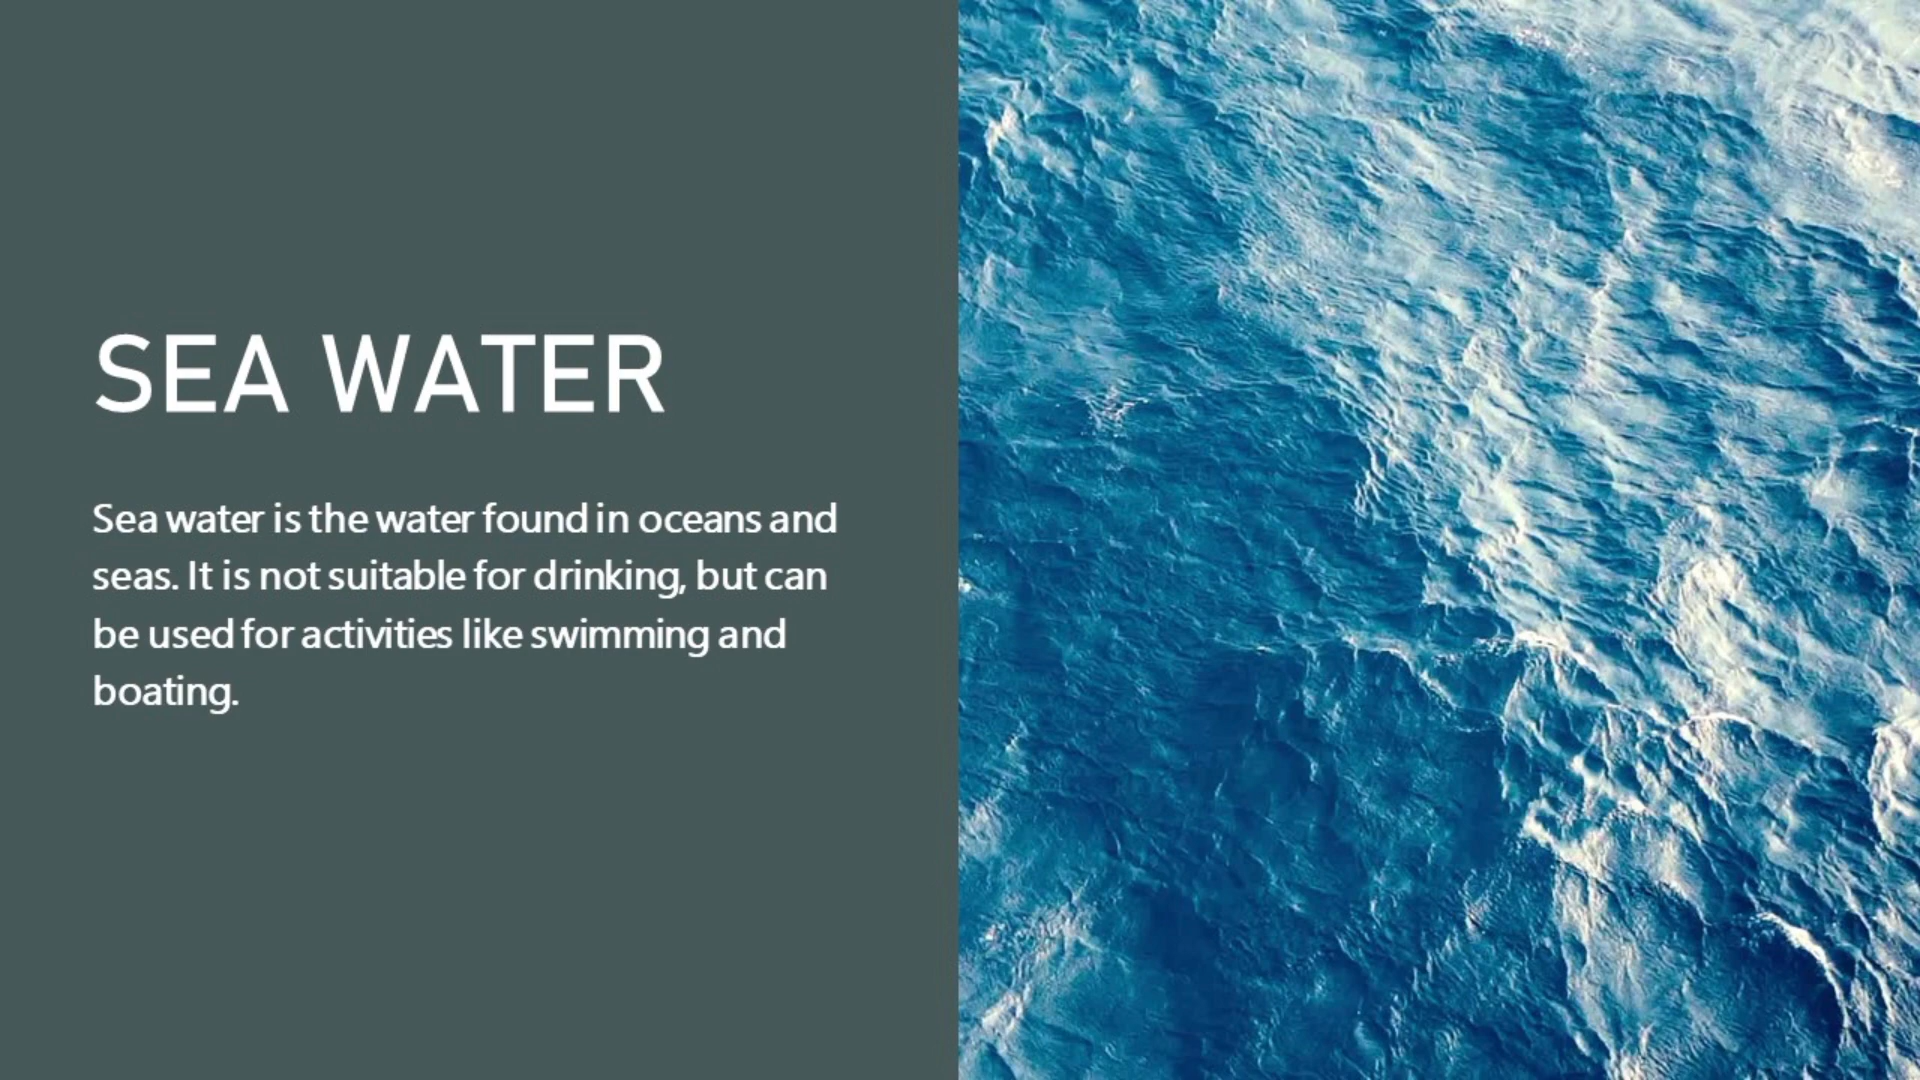 SEA WATER
Sea water is the water found in oceans and
seas. It is not suitable for drinking, but can
be used for activities like swimming and
boating.